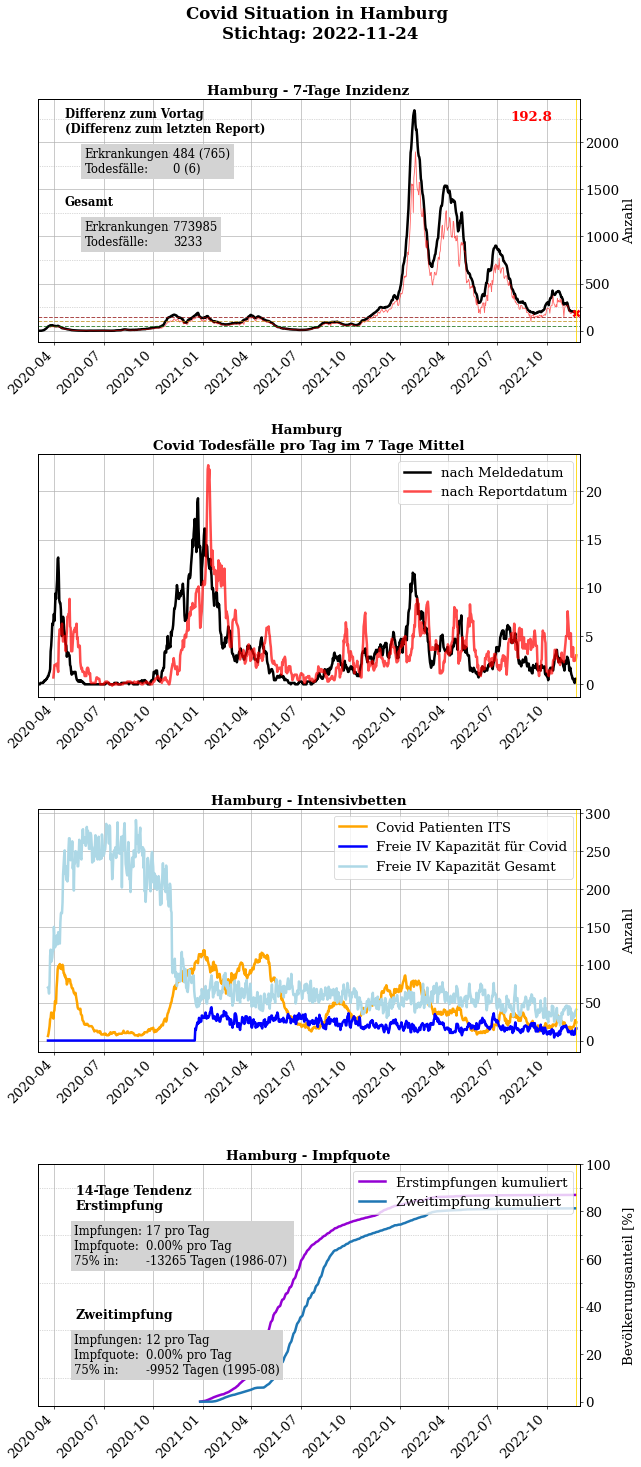 Covid Situation in Hamburg
Stichtag: 2022-11-24
Hamburg - 7-Tage Inzidenz
Differenz zum Vortag
(Differenz zum letzten Report)
Erkrankungen 484 (765)
Todesfälle: 0 (6)
Gesamt
Erkrankungen 773985
Todesfälle: 3233
192.8
2000
1500
1000
500
0
Anzahl
2020-04
2020-07
2020-10
2021-01
2021-04
2021-07
2021-10
2022-01
2022-04
2022-07
2022-10
Hamburg
Covid Todesfälle pro Tag im 7 Tage Mittel
nach Meldedatum
nach Reportdatum
20
15
10
5
0
2020-04
2020-07
2020-10
2021-01
2021-04
2021-07
2021-10
2022-01
2022-04
2022-07
2022-10
Hamburg - Intensivbetten
Covid Patienten ITS
Freie IV Kapazität für Covid
Freie IV Kapazität Gesamt
300
250
200
150
100
50
0
Anzahl
2020-04
2020-07
2020-10
2021-01
2021-04
2021-07
2021-10
2022-01
2022-04
2022-07
2022-10
Hamburg - Impfquote
14-Tage Tendenz
Erstimpfung
Impfungen: 17 pro Tag
Impfquote: 0.00% pro Tag
75% in: -13265 Tagen (1986-07)
Zweitimpfung
Impfungen: 12 pro Tag
Impfquote: 0.00% pro Tag
75% in: -9952 Tagen (1995-08)
Erstimpfungen kumuliert
Zweitimpfung kumuliert
100
80
60
40
20
0
Bevölkerungsanteil [%]
2020-04
2020-07
2020-10
2021-01
2021-04
2021-07
2021-10
2022-01
2022-04
2022-07
2022-10